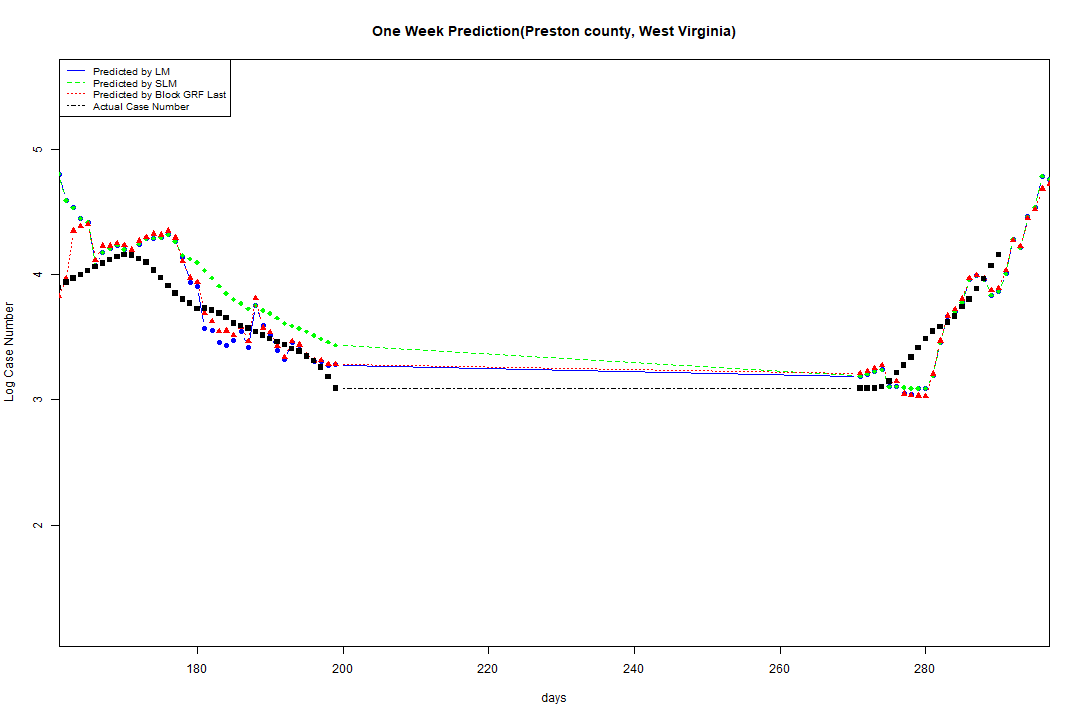 One Week Prediction(Preston county, West Virginia)
Predicted by LM
Predicted by SLM
Predicted by Block GRF Last
Actual Case Number
Log Case Number
5
4
3
2
180
200
220
240
260
280
days